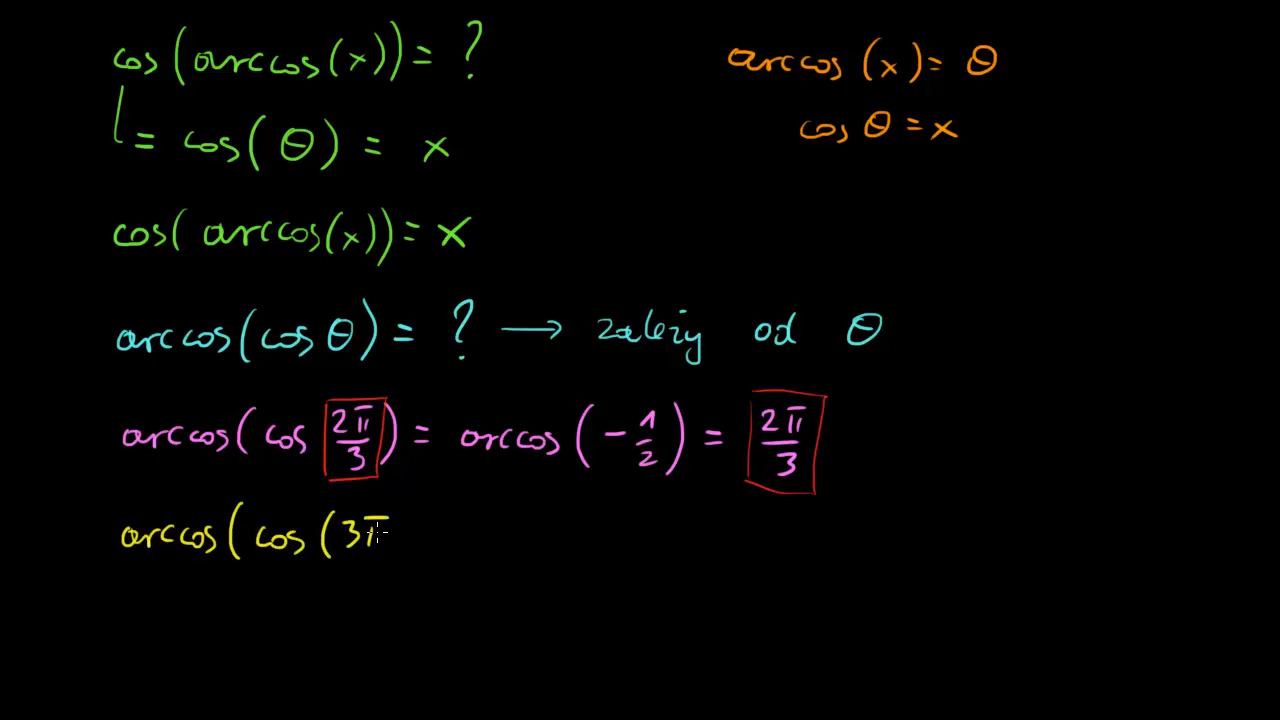 cos(arccos(x)) = ?
arccos(x) = θ
= cos(θ) = x
cos θ = x
cos(arccos(x)) = x
arccos(cos θ) = ? → zależy od θ
arccos(cos 2π/3) = arccos(-1/2) = 2π/3
arccos(cos(3π